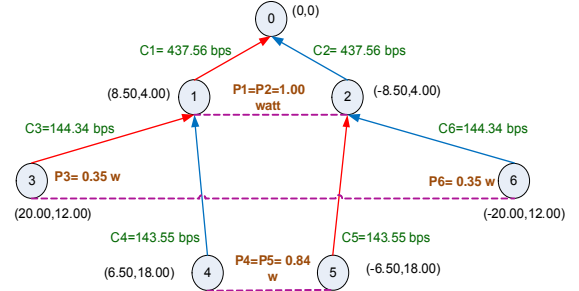 0 (0,0)
C1= 437.56 bps C2= 437.56 bps
(8.50,4.00) 1 P1=P2=1.00 watt 2 (-8.50,4.00)
C3=144.34 bps C6=144.34 bps
3 P3= 0.35 w P6= 0.35 w 6
(20.00,12.00) (-20.00,12.00)
C4=143.55 bps C5=143.55 bps
(6.50,18.00) 4 P4=P5= 0.84 w 5 (-6.50,18.00)